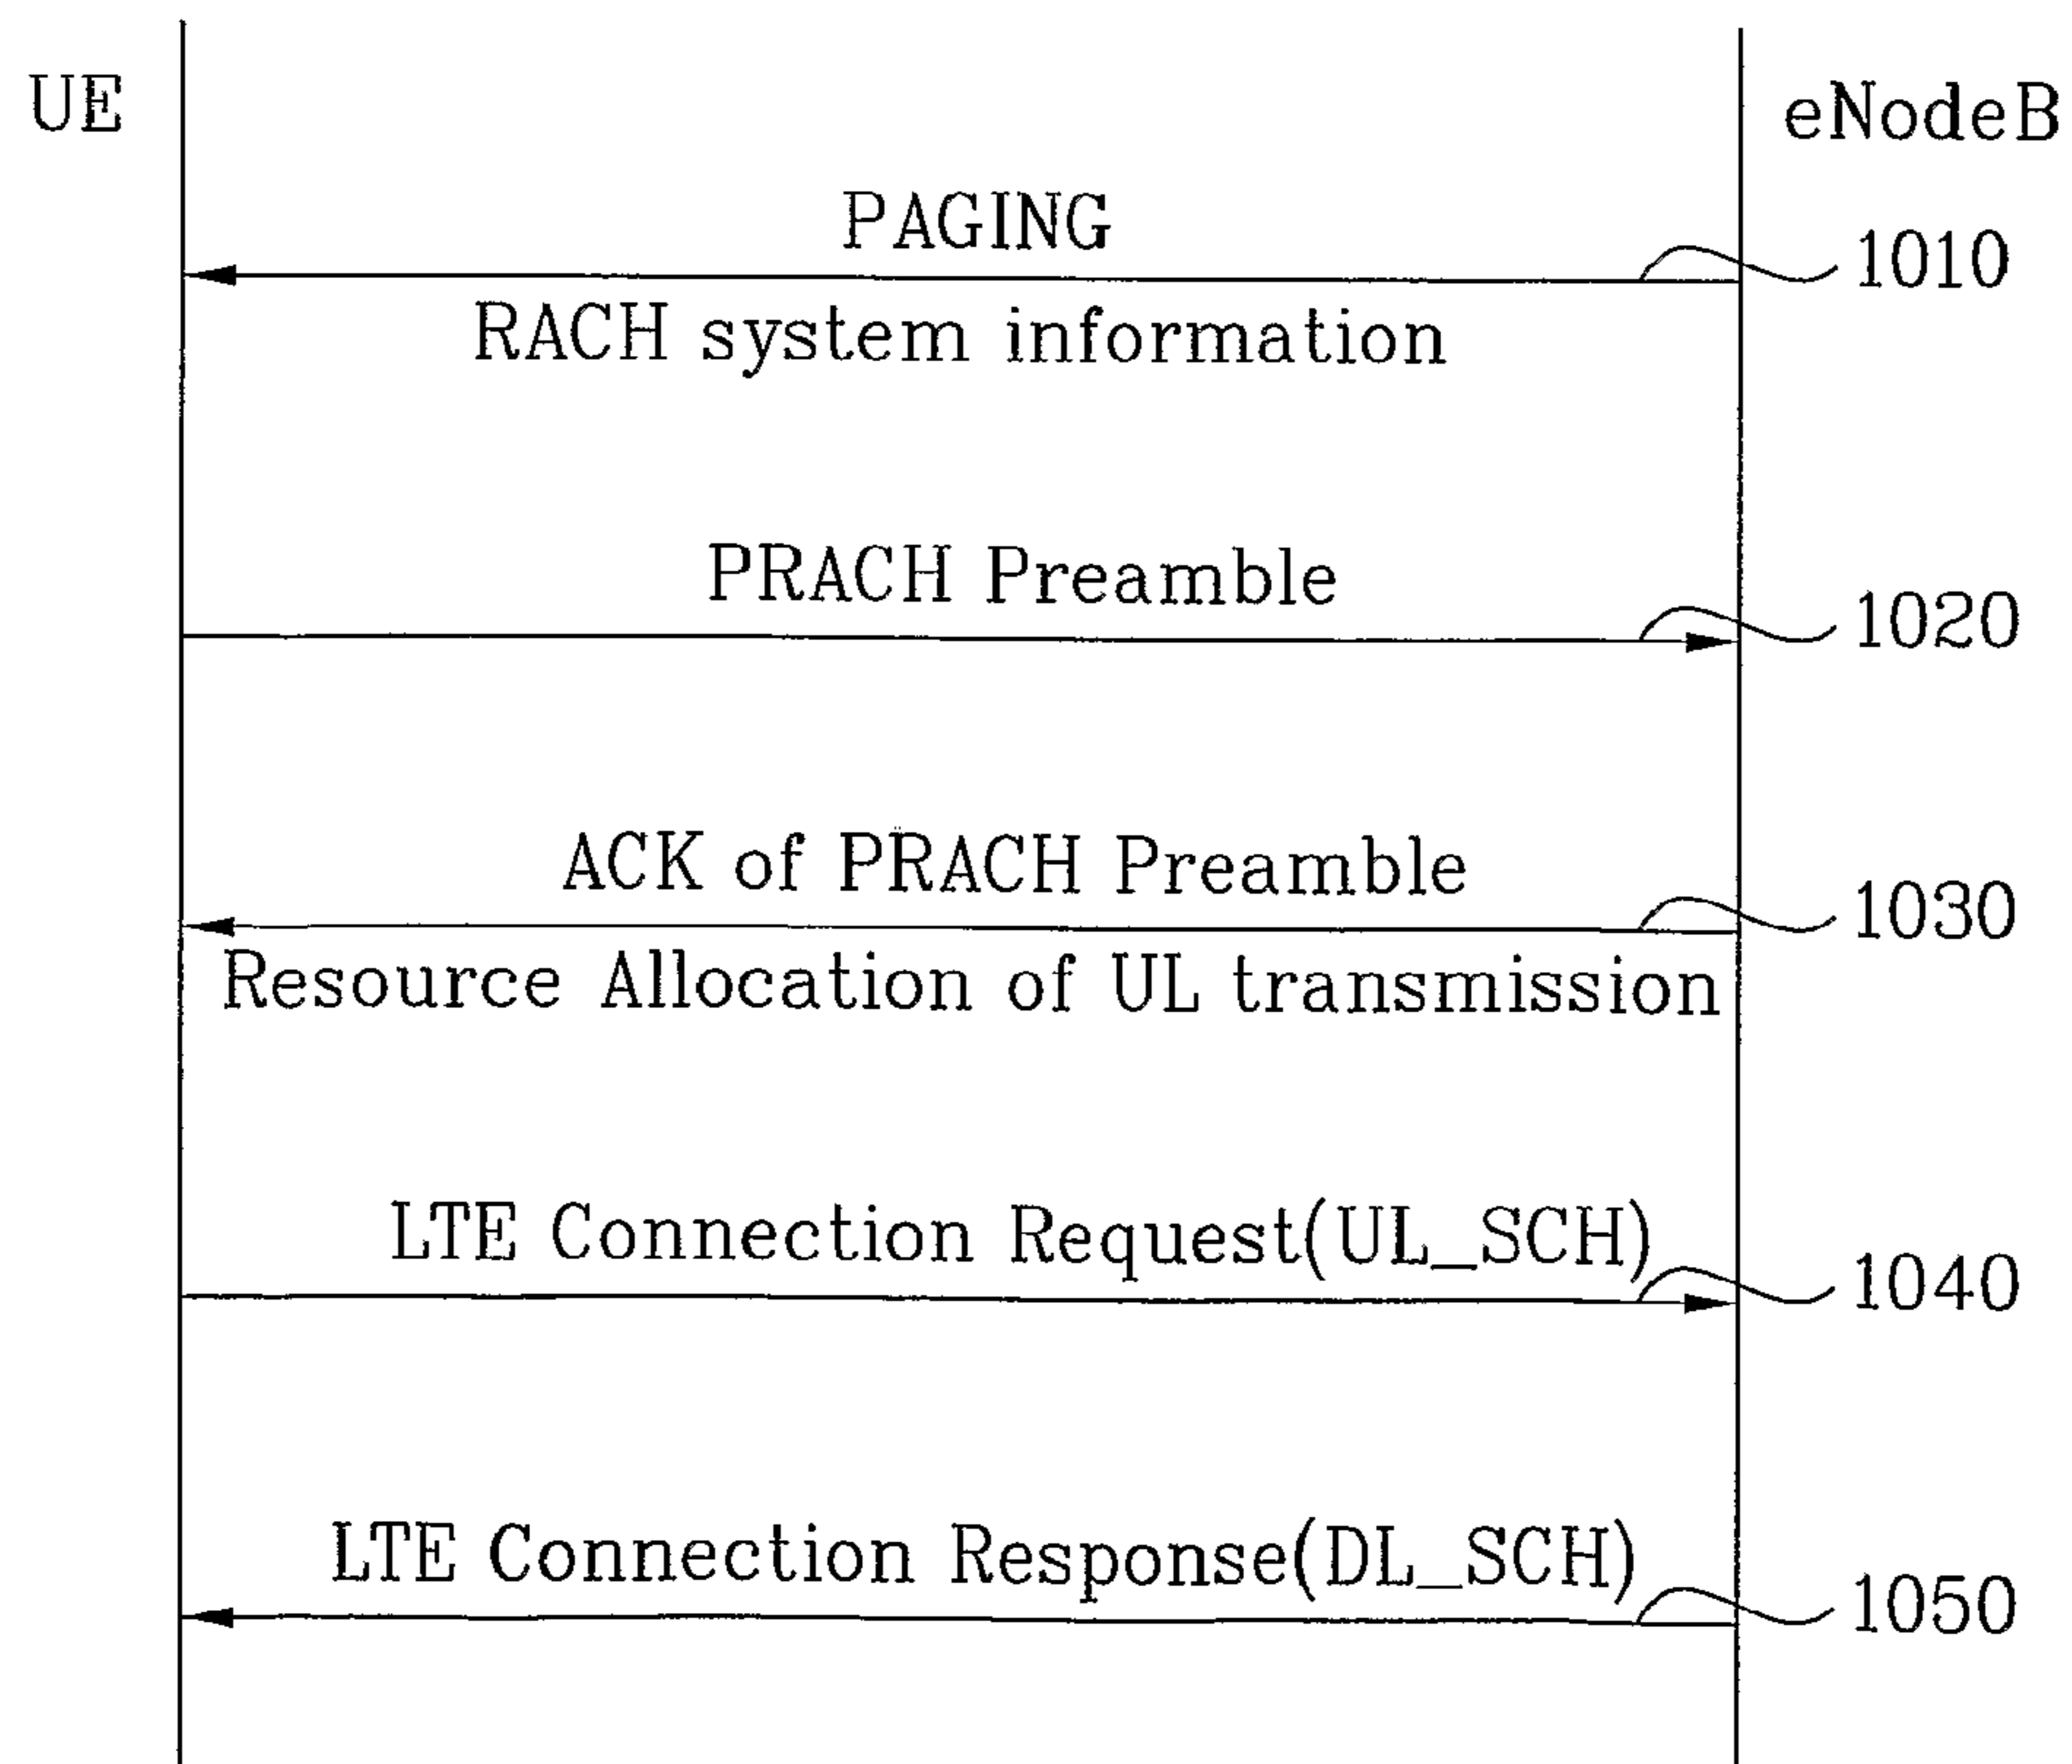 UE
eNodeB
PAGING
1010
RACH system information
PRACH Preamble
1020
ACK of PRACH Preamble
1030
Resource Allocation of UL transmission
LTE Connection Request(UL_SCH)
1040
LTE Connection Response(DL_SCH)
1050